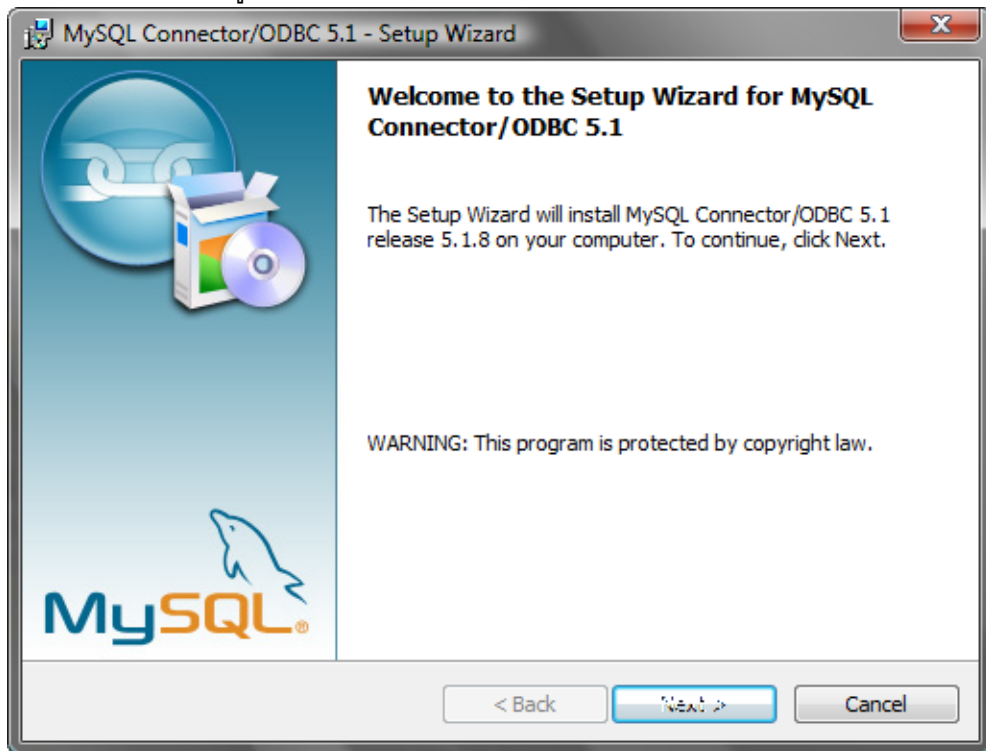 MySQL Connector/ODBC 5.1 - Setup Wizard
Welcome to the Setup Wizard for MySQL
Connector/ODBC 5.1
The Setup Wizard will install MySQL Connector/ODBC 5.1
release 5.1.8 on your computer. To continue, click Next.
WARNING: This program is protected by copyright law.
MySQL®
< Back Next > Cancel